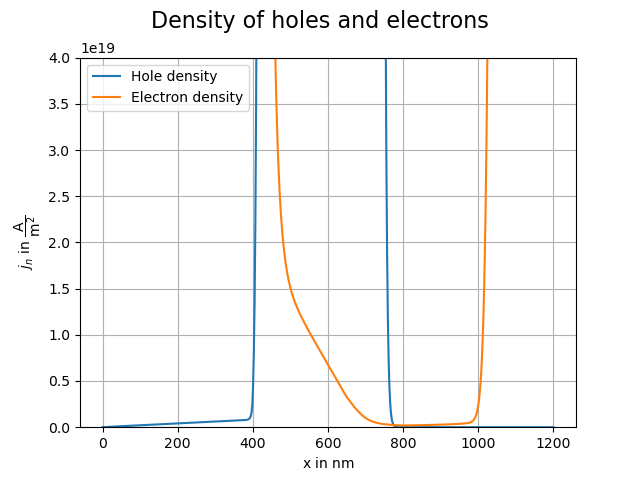 Density of holes and electrons
1e19
Hole density
Electron density
4.0
3.5
3.0
2.5
2.0
1.5
1.0
0.5
0.0
j_n in A/m²
0 200 400 600 800 1000 1200
x in nm